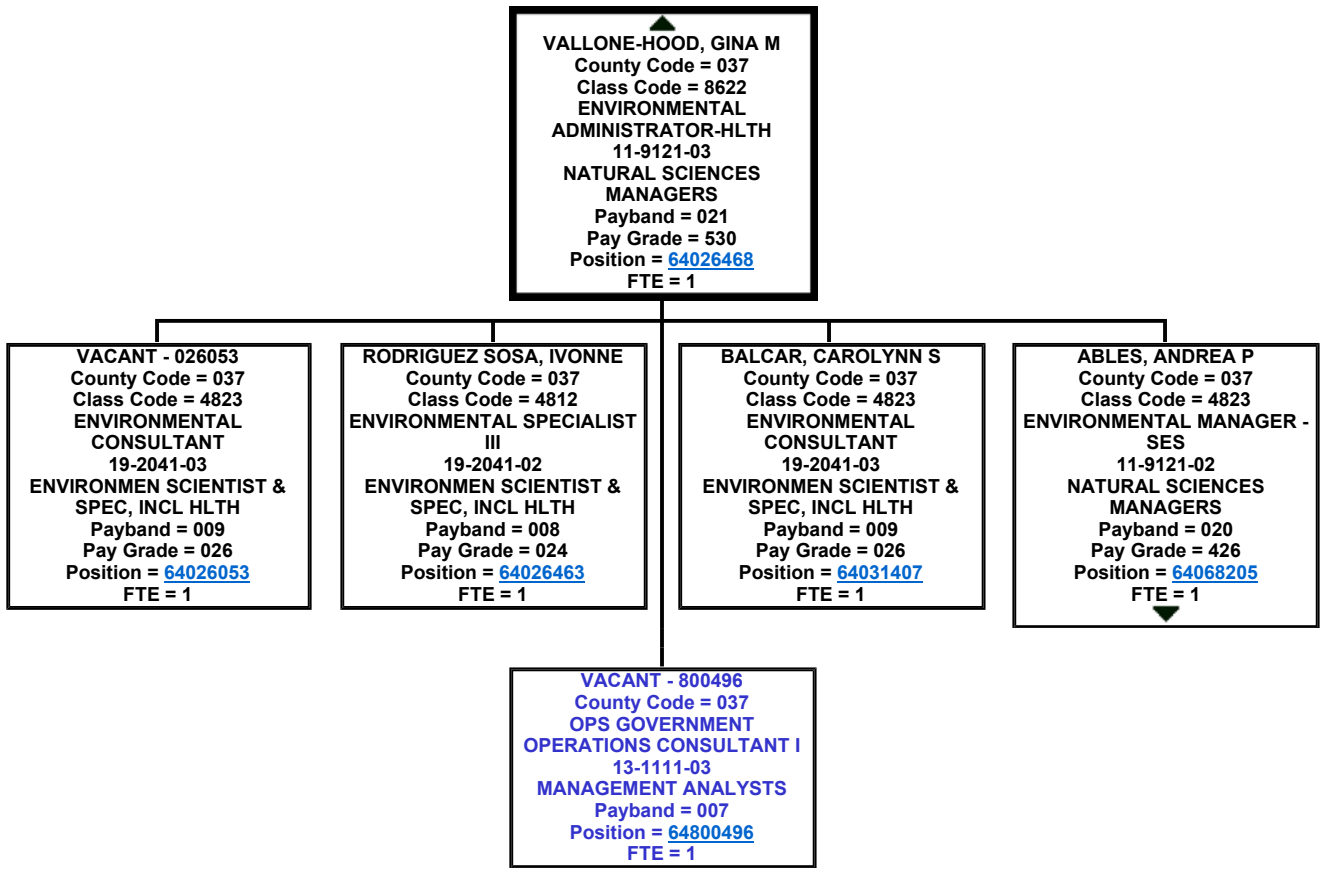 VALLONE-HOOD, GINA M
County Code = 037
Class Code = 8622
ENVIRONMENTAL
ADMINISTRATOR-HLTH
11-9121-03
NATURAL SCIENCES
MANAGERS
Payband = 021
Pay Grade = 530
Position = 64026468
FTE = 1
VACANT - 026053
County Code = 037
Class Code = 4823
ENVIRONMENTAL
CONSULTANT
19-2041-03
ENVIRONMEN SCIENTIST &
SPEC, INCL HLTH
Payband = 009
Pay Grade = 026
Position = 64026053
FTE = 1
RODRIGUEZ SOSA, IVONNE
County Code = 037
Class Code = 4812
ENVIRONMENTAL SPECIALIST
III
19-2041-02
ENVIRONMEN SCIENTIST &
SPEC, INCL HLTH
Payband = 008
Pay Grade = 024
Position = 64026463
FTE = 1
BALCAR, CAROLYNN S
County Code = 037
Class Code = 4823
ENVIRONMENTAL
CONSULTANT
19-2041-03
ENVIRONMEN SCIENTIST &
SPEC, INCL HLTH
Payband = 009
Pay Grade = 026
Position = 64031407
FTE = 1
ABLES, ANDREA P
County Code = 037
Class Code = 4823
ENVIRONMENTAL MANAGER -
SES
11-9121-02
NATURAL SCIENCES
MANAGERS
Payband = 020
Pay Grade = 426
Position = 64068205
FTE = 1
VACANT - 800496
County Code = 037
OPS GOVERNMENT
OPERATIONS CONSULTANT I
13-1111-03
MANAGEMENT ANALYSTS
Payband = 007
Position = 64800496
FTE = 1